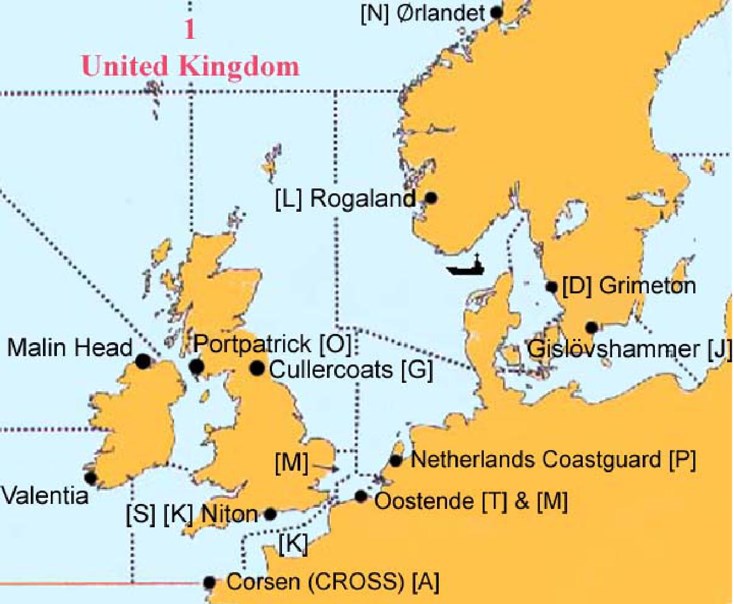 [N] Ørlandet
1
United Kingdom
[L] Rogaland
[D] Grimeton
Malin Head
Portpatrick [O]
Gislövshammer [J]
Cullercoats [G]
[M]
Netherlands Coastguard [P]
Valentia
Oostende [T] & [M]
[S] [K] Niton
[K]
Corsen (CROSS) [A]